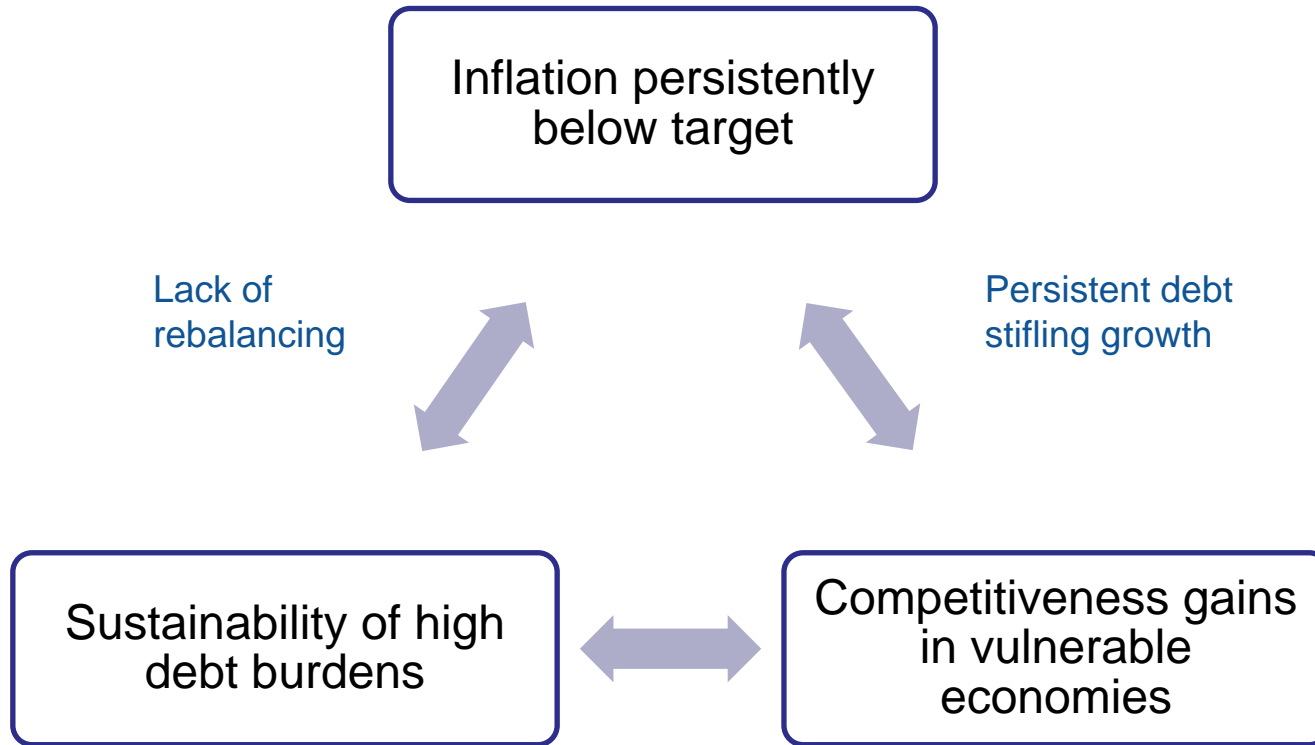 Inflation persistently
below target
Lack of
rebalancing
Persistent debt
stifling growth
Sustainability of high
debt burdens
Competitiveness gains
in vulnerable
economies